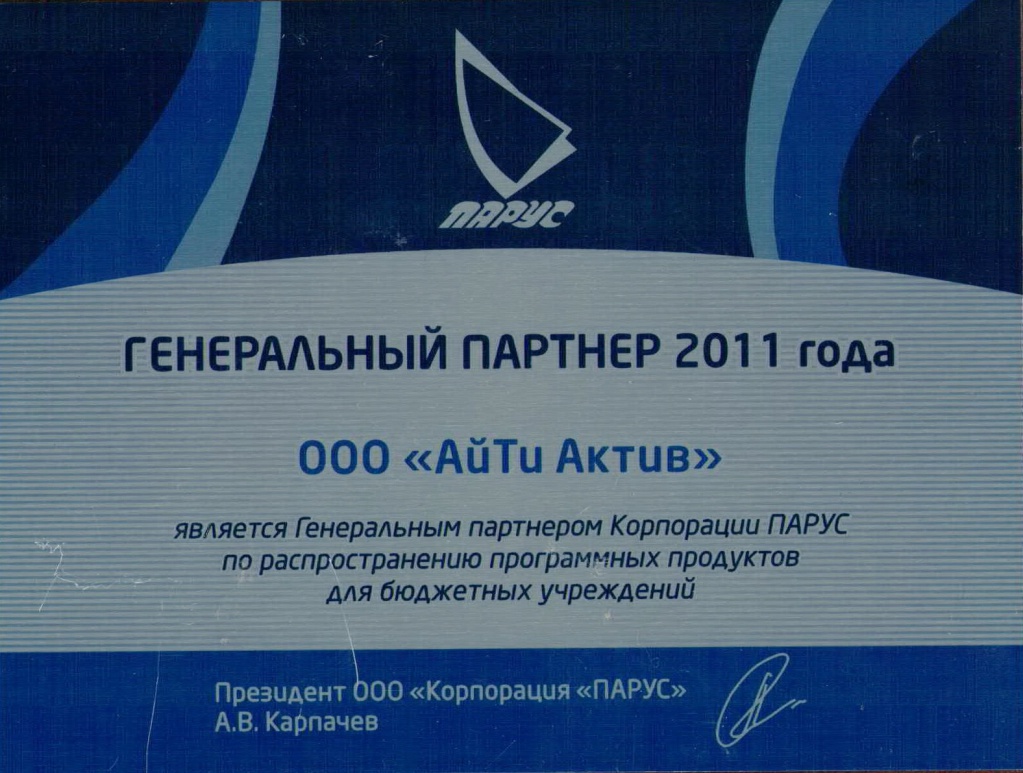 ПАРУС
ГЕНЕРАЛЬНЫЙ ПАРТНЕР 2011 года
ООО «АйТи Актив»
является Генеральным партнером Корпорации ПАРУС
по распространению программных продуктов
для бюджетных учреждений
Президент ООО «Корпорация «ПАРУС»
А.В. Карпачев